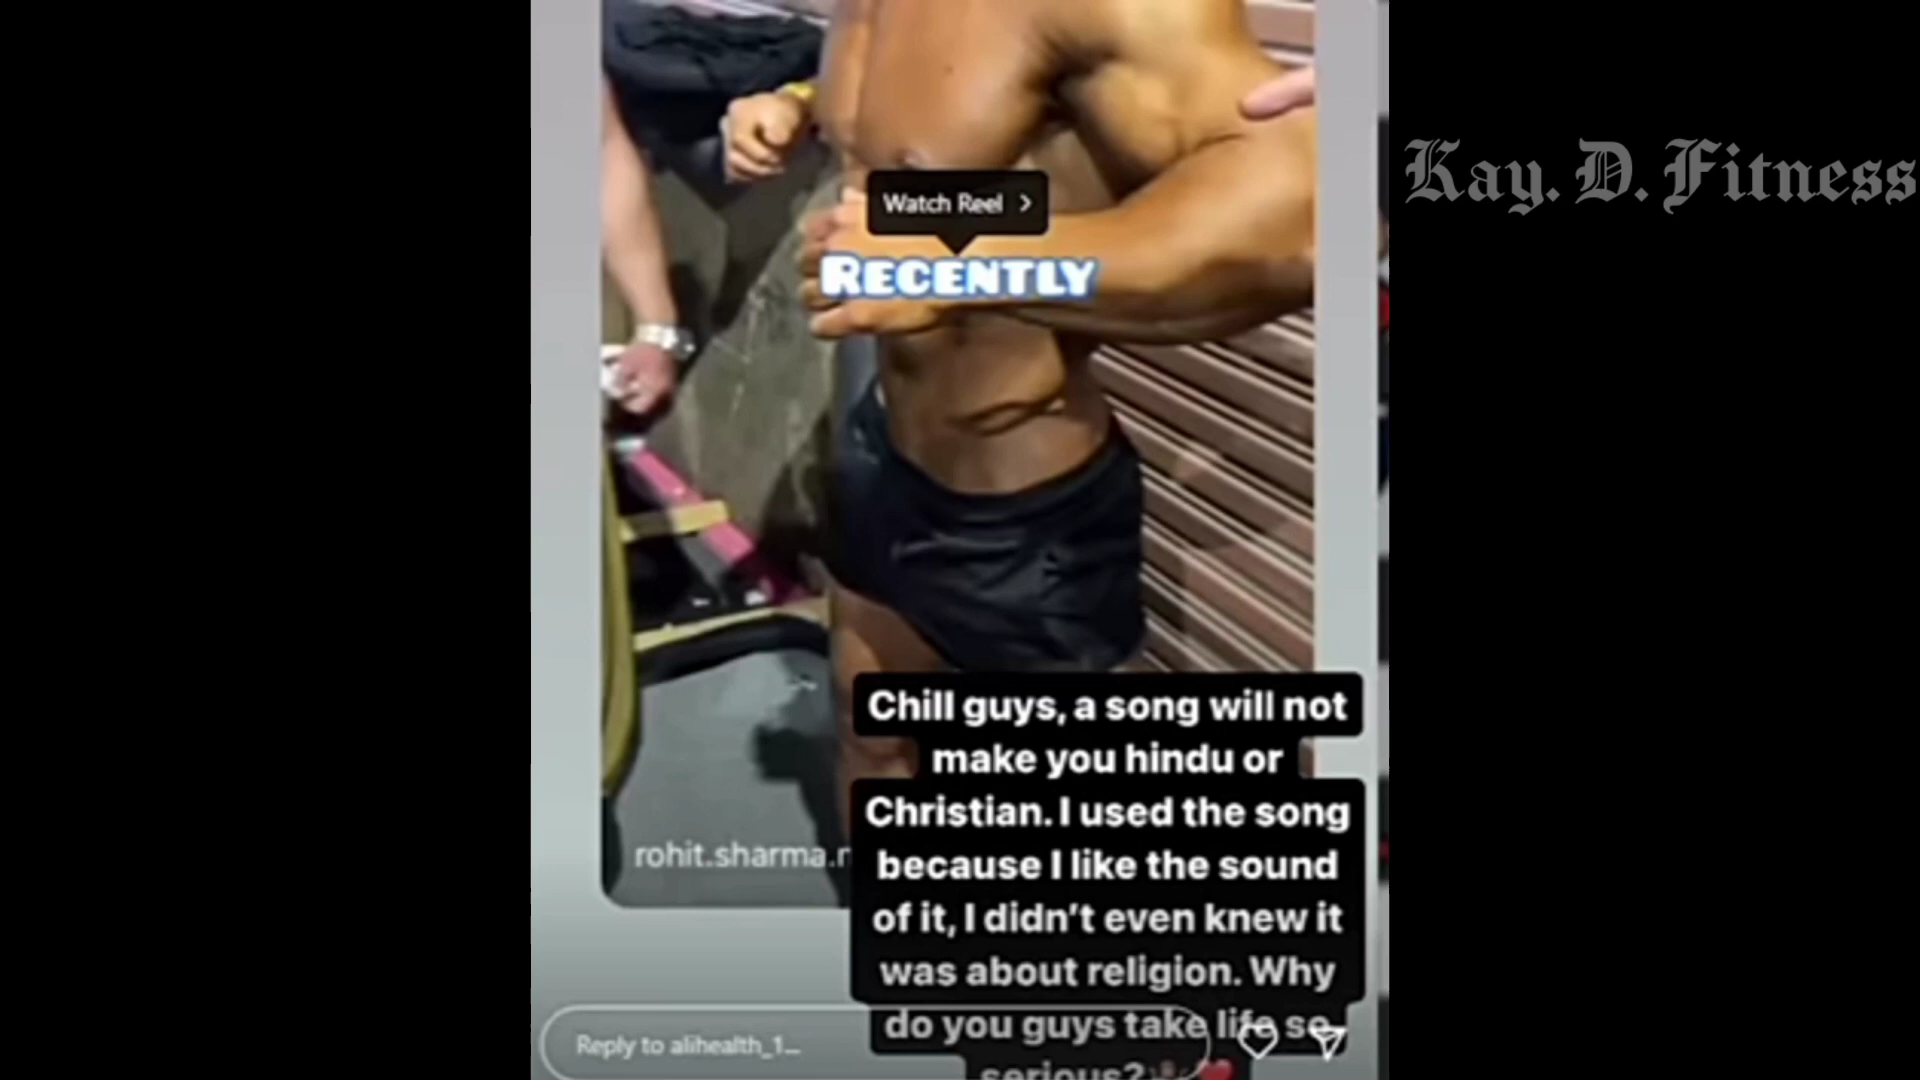 Kay. D. Fitness
Watch Reel >
RECENTLY
Chill guys, a song will not
make you hindu or
Christian. I used the song
because I like the sound
of it, I didn't even knew it
was about religion. Why
do you guys take life so
serious?
rohit.sharma.r
Reply to alihealth_1...